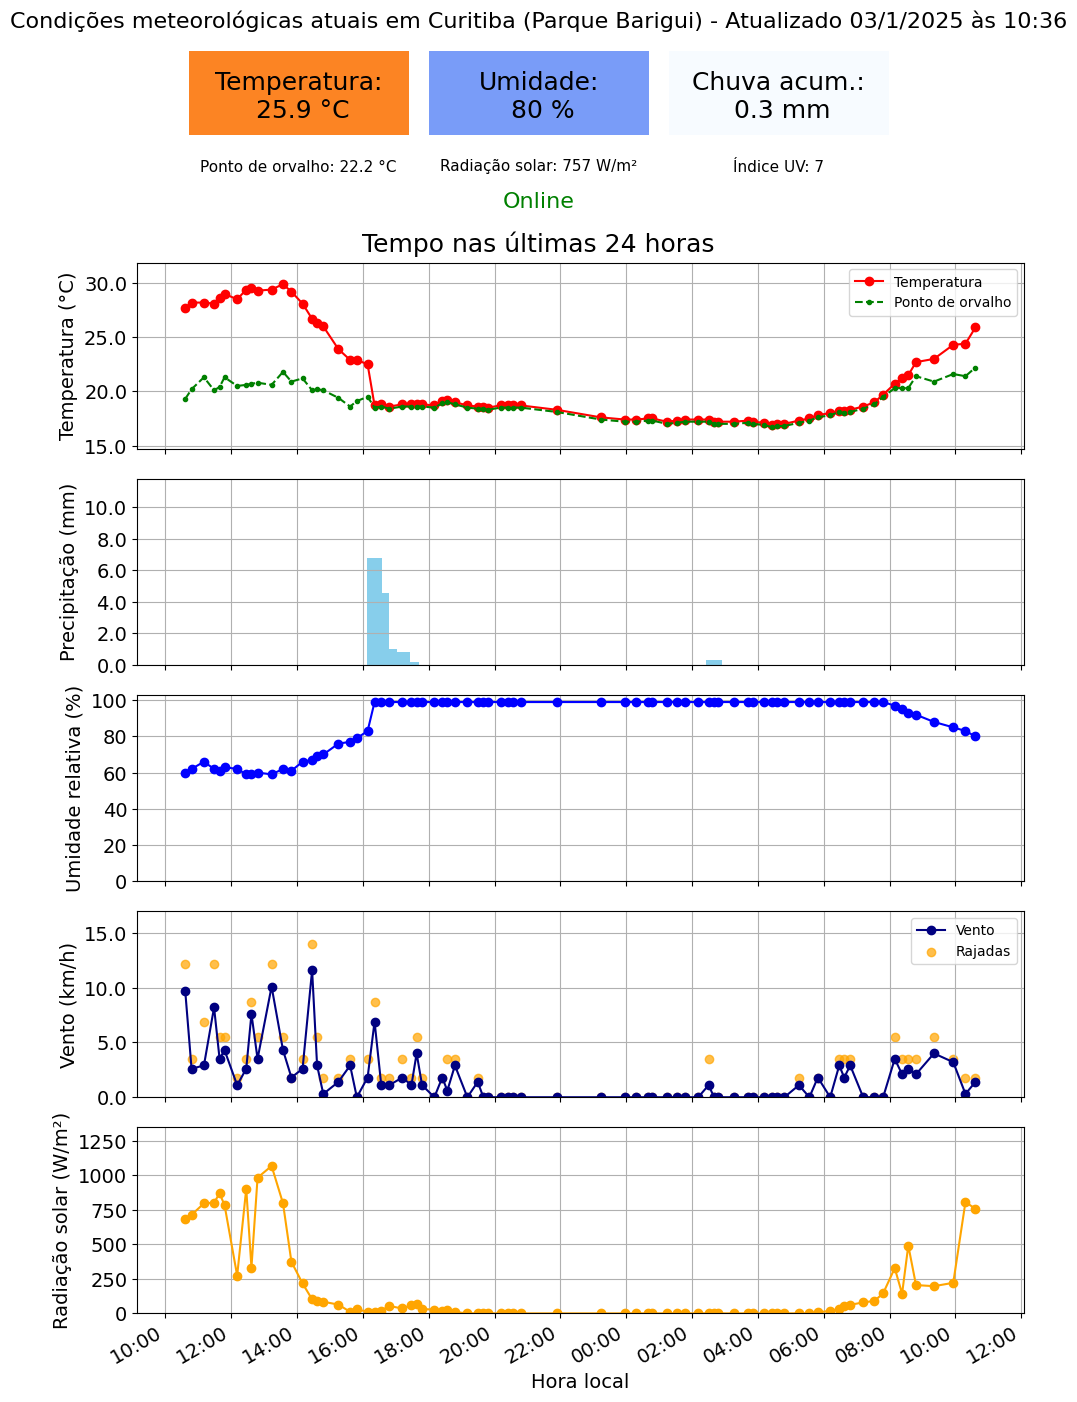 Condições meteorológicas atuais em Curitiba (Parque Barigui) - Atualizado 03/1/2025 às 10:36
Temperatura:
25.9 °C
Umidade:
80 %
Chuva acum.:
0.3 mm
Ponto de orvalho: 22.2 °C
Radiação solar: 757 W/m²
Índice UV: 7
Online
Tempo nas últimas 24 horas
Temperatura (°C)
30.0
25.0
20.0
15.0
Temperatura
Ponto de orvalho
Precipitação (mm)
10.0
8.0
6.0
4.0
2.0
0.0
Umidade relativa (%)
100
80
60
40
20
0
Vento (km/h)
15.0
10.0
5.0
0.0
Vento
Rajadas
Radiação solar (W/m²)
1250
1000
750
500
250
0
10:00 12:00 14:00 16:00 18:00 20:00 22:00 00:00 02:00 04:00 06:00 08:00 10:00 12:00
Hora local